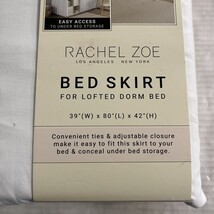 EASY ACCESS
TO UNDER BED STORAGE
RACHEL ZOE
LOS ANGELES NEW YORK
BED SKIRT
FOR LOFTED DORM BED
39"(W) x 80"(L) x 42"(H)
Convenient ties & adjustable closure
make it easy to fit this skirt to your
bed & conceal under bed storage.